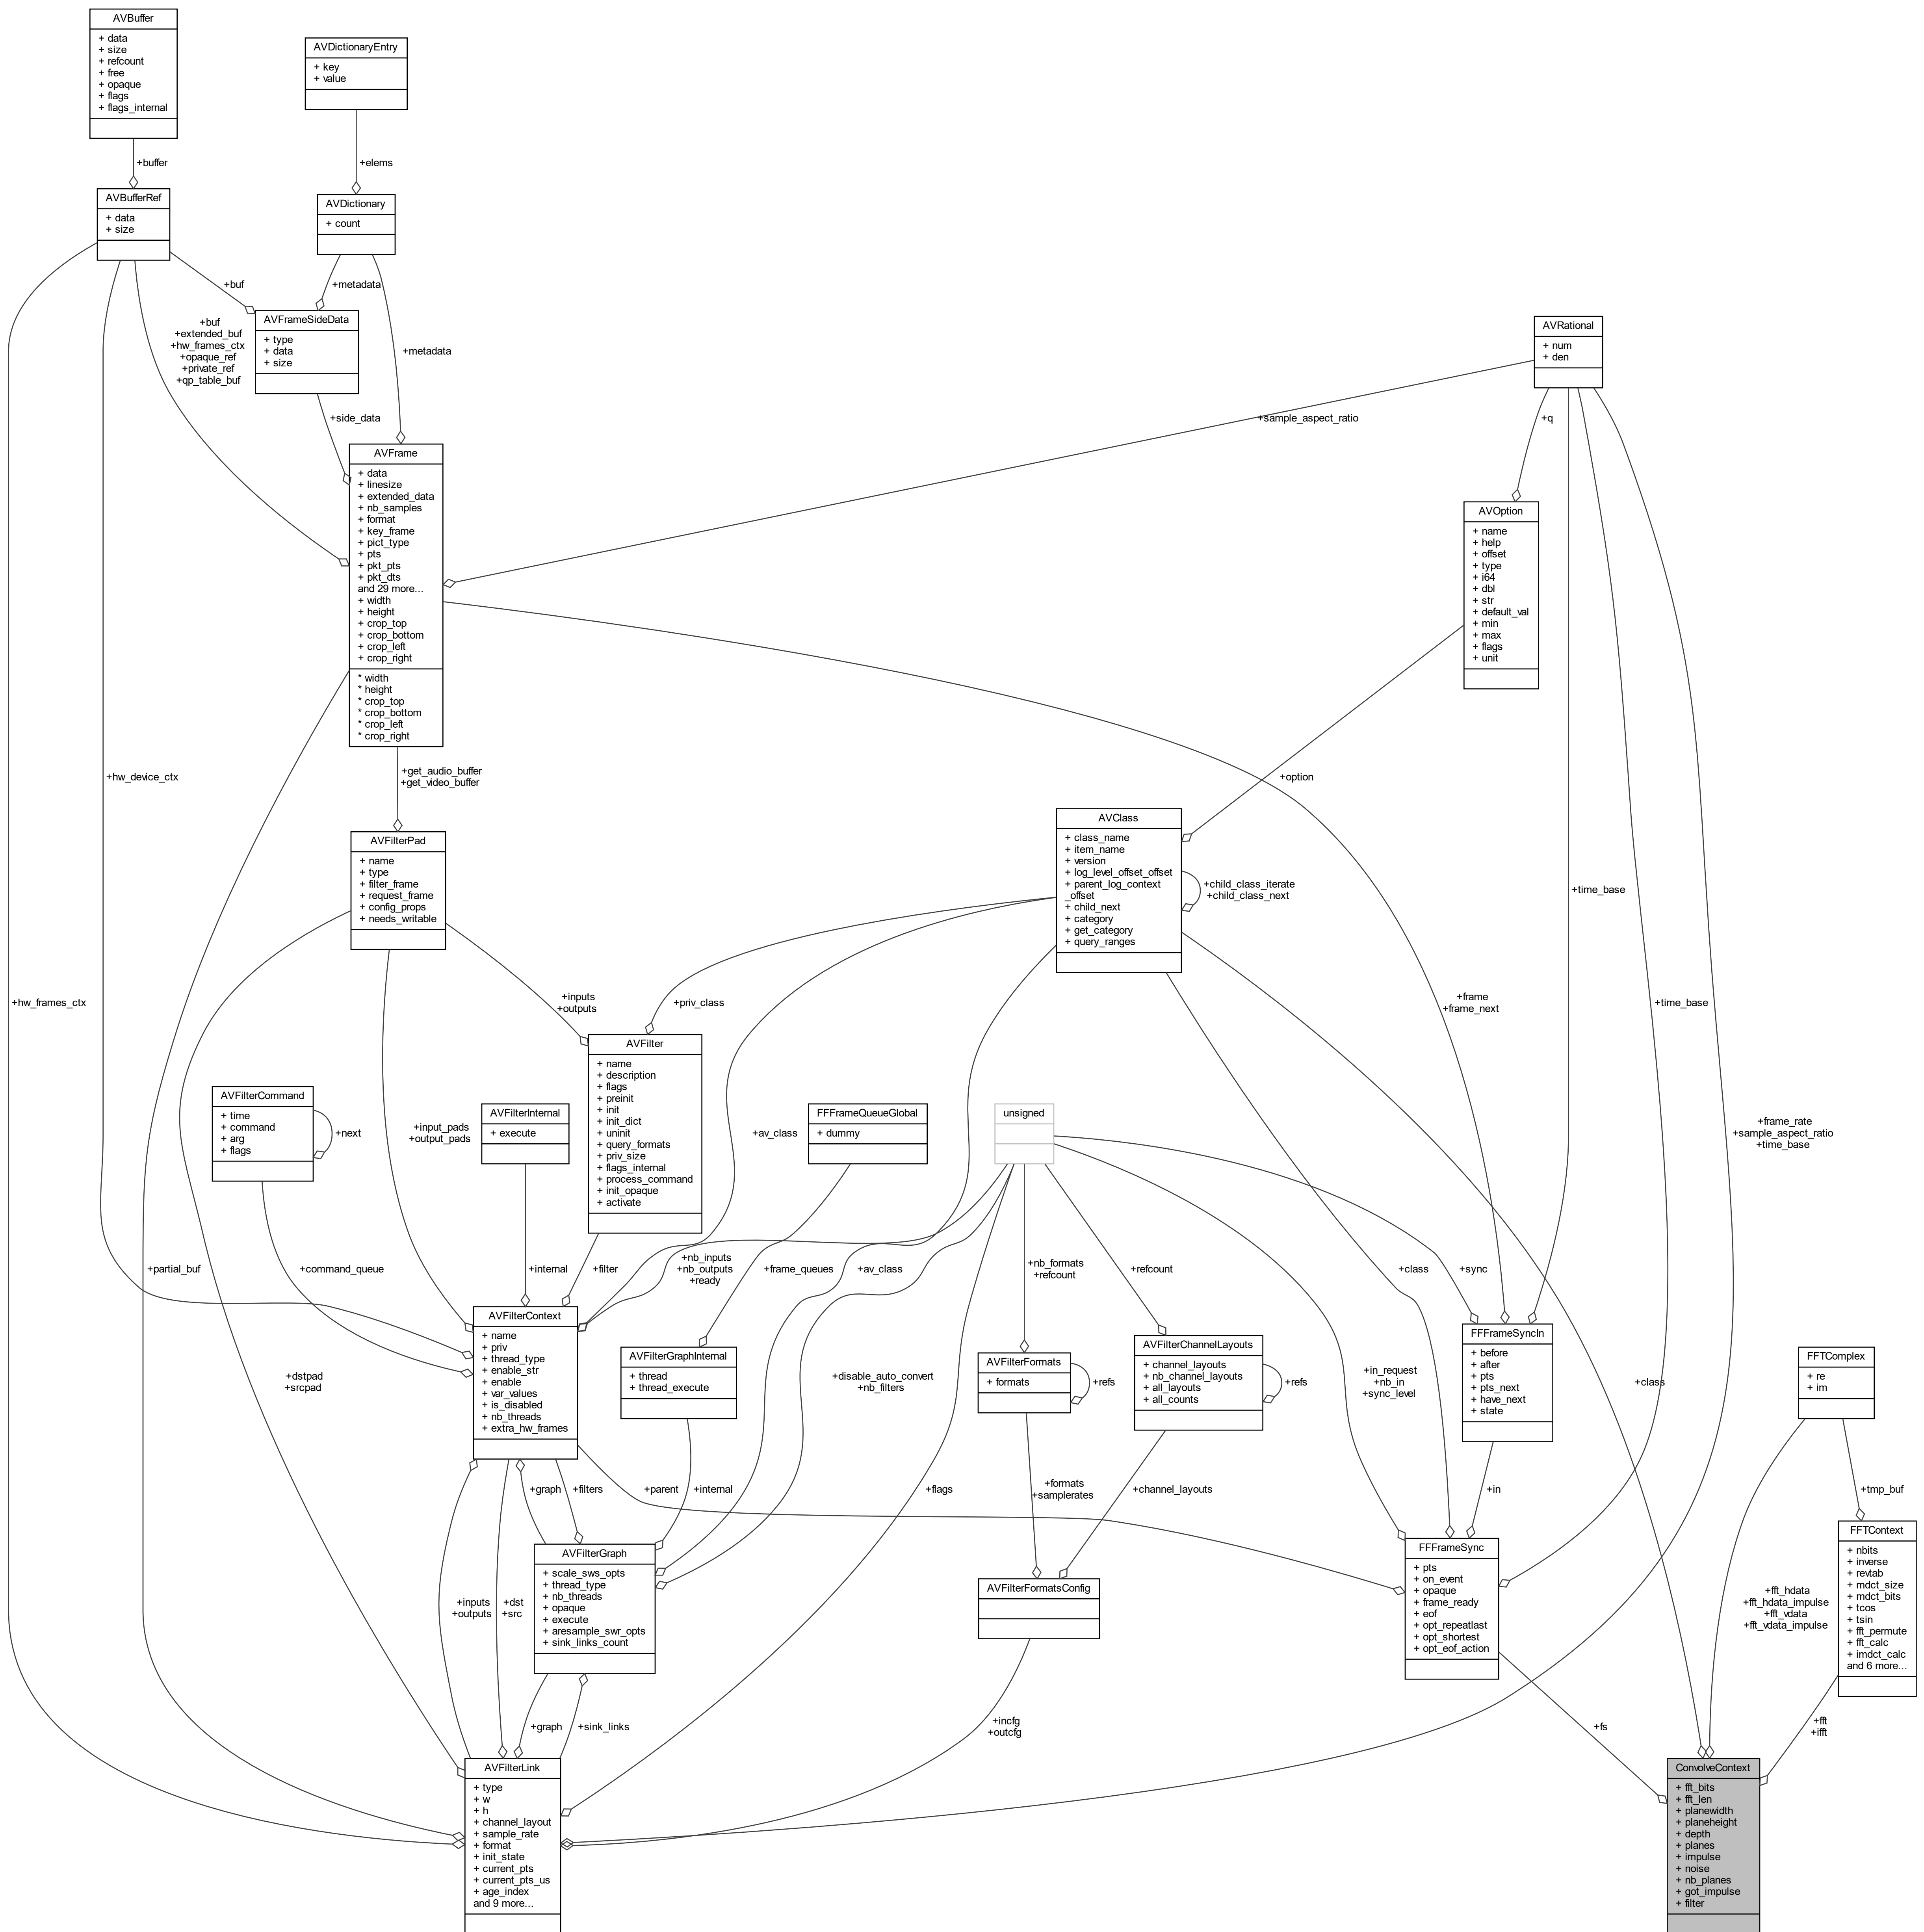 AVBuffer
+ data
+ size
+ refcount
+ free
+ opaque
+ flags
+ flags_internal
AVDictionaryEntry
+ key
+ value
+buffer
+elems
AVBufferRef
+ data
+ size
AVDictionary
+ count
+buf
+metadata
+buf
+extended_buf
+hw_frames_ctx
+opaque_ref
+private_ref
+qp_table_buf
AVFrameSideData
+ type
+ data
+ size
+metadata
AVRational
+ num
+ den
+side_data
+sample_aspect_ratio
+q
AVFrame
+ data
+ linesize
+ extended_data
+ nb_samples
+ format
+ key_frame
+ pict_type
+ pts
+ pkt_pts
+ pkt_dts
and 29 more...
+ width
+ height
+ crop_top
+ crop_bottom
+ crop_left
+ crop_right
* width
* height
* crop_top
* crop_bottom
* crop_left
* crop_right
AVOption
+ name
+ help
+ offset
+ type
+ i64
+ dbl
+ str
+ default_val
+ min
+ max
+ flags
+ unit
+hw_device_ctx
+get_audio_buffer
+get_video_buffer
+option
AVFilterPad
+ name
+ type
+ filter_frame
+ request_frame
+ config_props
+ needs_writable
AVClass
+ class_name
+ item_name
+ version
+ log_level_offset_offset
+ parent_log_context
_offset
+ child_next
+ category
+ get_category
+ query_ranges
+child_class_iterate
+child_class_next
+time_base
+hw_frames_ctx
+inputs
+outputs
+priv_class
+frame
+frame_next
+time_base
AVFilter
+ name
+ description
+ flags
+ preinit
+ init
+ init_dict
+ uninit
+ query_formats
+ priv_size
+ flags_internal
+ process_command
+ init_opaque
+ activate
AVFilterCommand
+ time
+ command
+ arg
+ flags
+next
+input_pads
+output_pads
AVFilterInternal
+ execute
+av_class
FFFrameQueueGlobal
+ dummy
unsigned
+frame_rate
+sample_aspect_ratio
+time_base
+partial_buf
+command_queue
+internal
+filter
+nb_inputs
+nb_outputs
+ready
+frame_queues
+av_class
+nb_formats
+refcount
+refcount
+class
+sync
AVFilterContext
+ name
+ priv
+ thread_type
+ enable_str
+ enable
+ var_values
+ is_disabled
+ nb_threads
+ extra_hw_frames
AVFilterGraphInternal
+ thread
+ thread_execute
+dstpad
+srcpad
+disable_auto_convert
+nb_filters
AVFilterFormats
+ formats
+refs
AVFilterChannelLayouts
+ channel_layouts
+ nb_channel_layouts
+ all_layouts
+ all_counts
+refs
+in_request
+nb_in
+sync_level
FFFrameSyncIn
+ before
+ after
+ pts
+ pts_next
+ have_next
+ state
+class
FFTComplex
+ re
+ im
+graph
+filters
+parent
+internal
+flags
+formats
+samplerates
+channel_layouts
+in
+tmp_buf
AVFilterGraph
+ scale_sws_opts
+ thread_type
+ nb_threads
+ opaque
+ execute
+ aresample_swr_opts
+ sink_links_count
+inputs
+outputs
+dst
+src
AVFilterFormatsConfig
FFFrameSync
+ pts
+ on_event
+ opaque
+ frame_ready
+ eof
+ opt_repeatlast
+ opt_shortest
+ opt_eof_action
+fft_hdata
+fft_hdata_impulse
+fft_vdata
+fft_vdata_impulse
FFTContext
+ nbits
+ inverse
+ revtab
+ mdct_size
+ mdct_bits
+ tcos
+ tsin
+ fft_permute
+ fft_calc
+ imdct_calc
and 6 more...
+graph
+sink_links
+incfg
+outcfg
+fs
+fft
+ifft
AVFilterLink
+ type
+ w
+ h
+ channel_layout
+ sample_rate
+ format
+ init_state
+ current_pts
+ current_pts_us
+ age_index
and 9 more...
ConvolveContext
+ fft_bits
+ fft_len
+ planewidth
+ planeheight
+ depth
+ planes
+ impulse
+ noise
+ nb_planes
+ got_impulse
+ filter